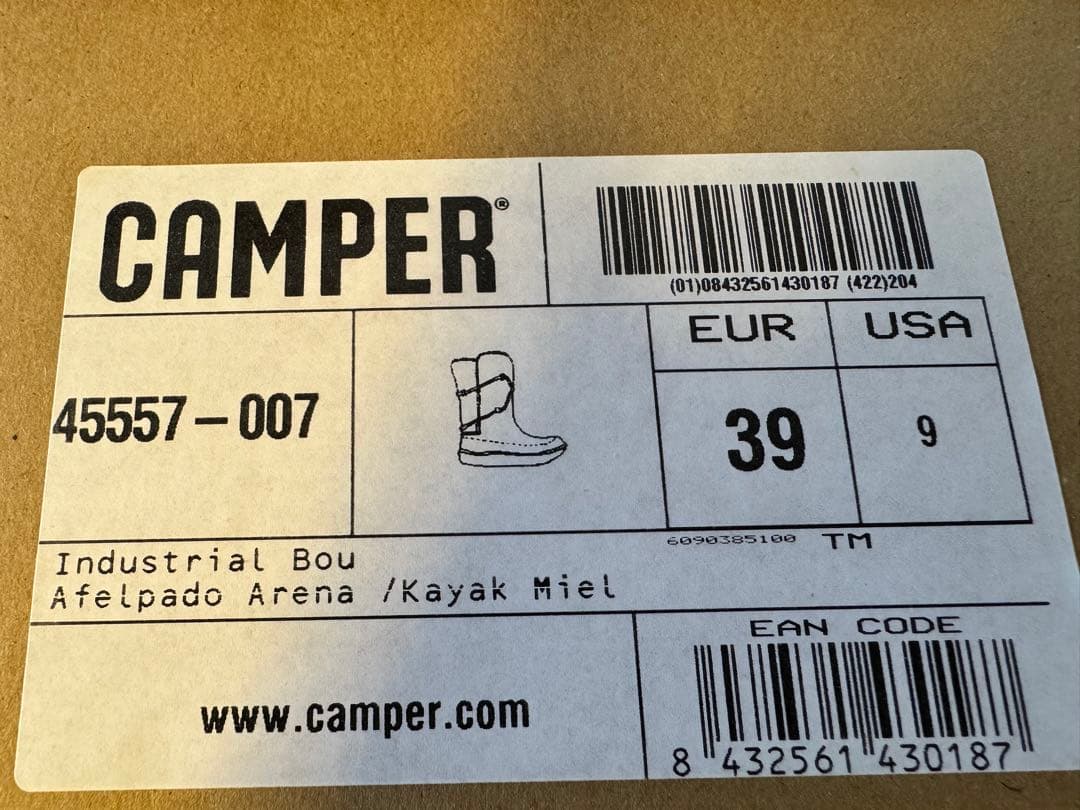 CAMPER®
(01)08432561430187 (422)204
EUR USA
45557-007
39 9
6090385100 TM
Industrial Bou
Afelpado Arena /Kayak Miel
EAN CODE
www.camper.com
8 432561 430187